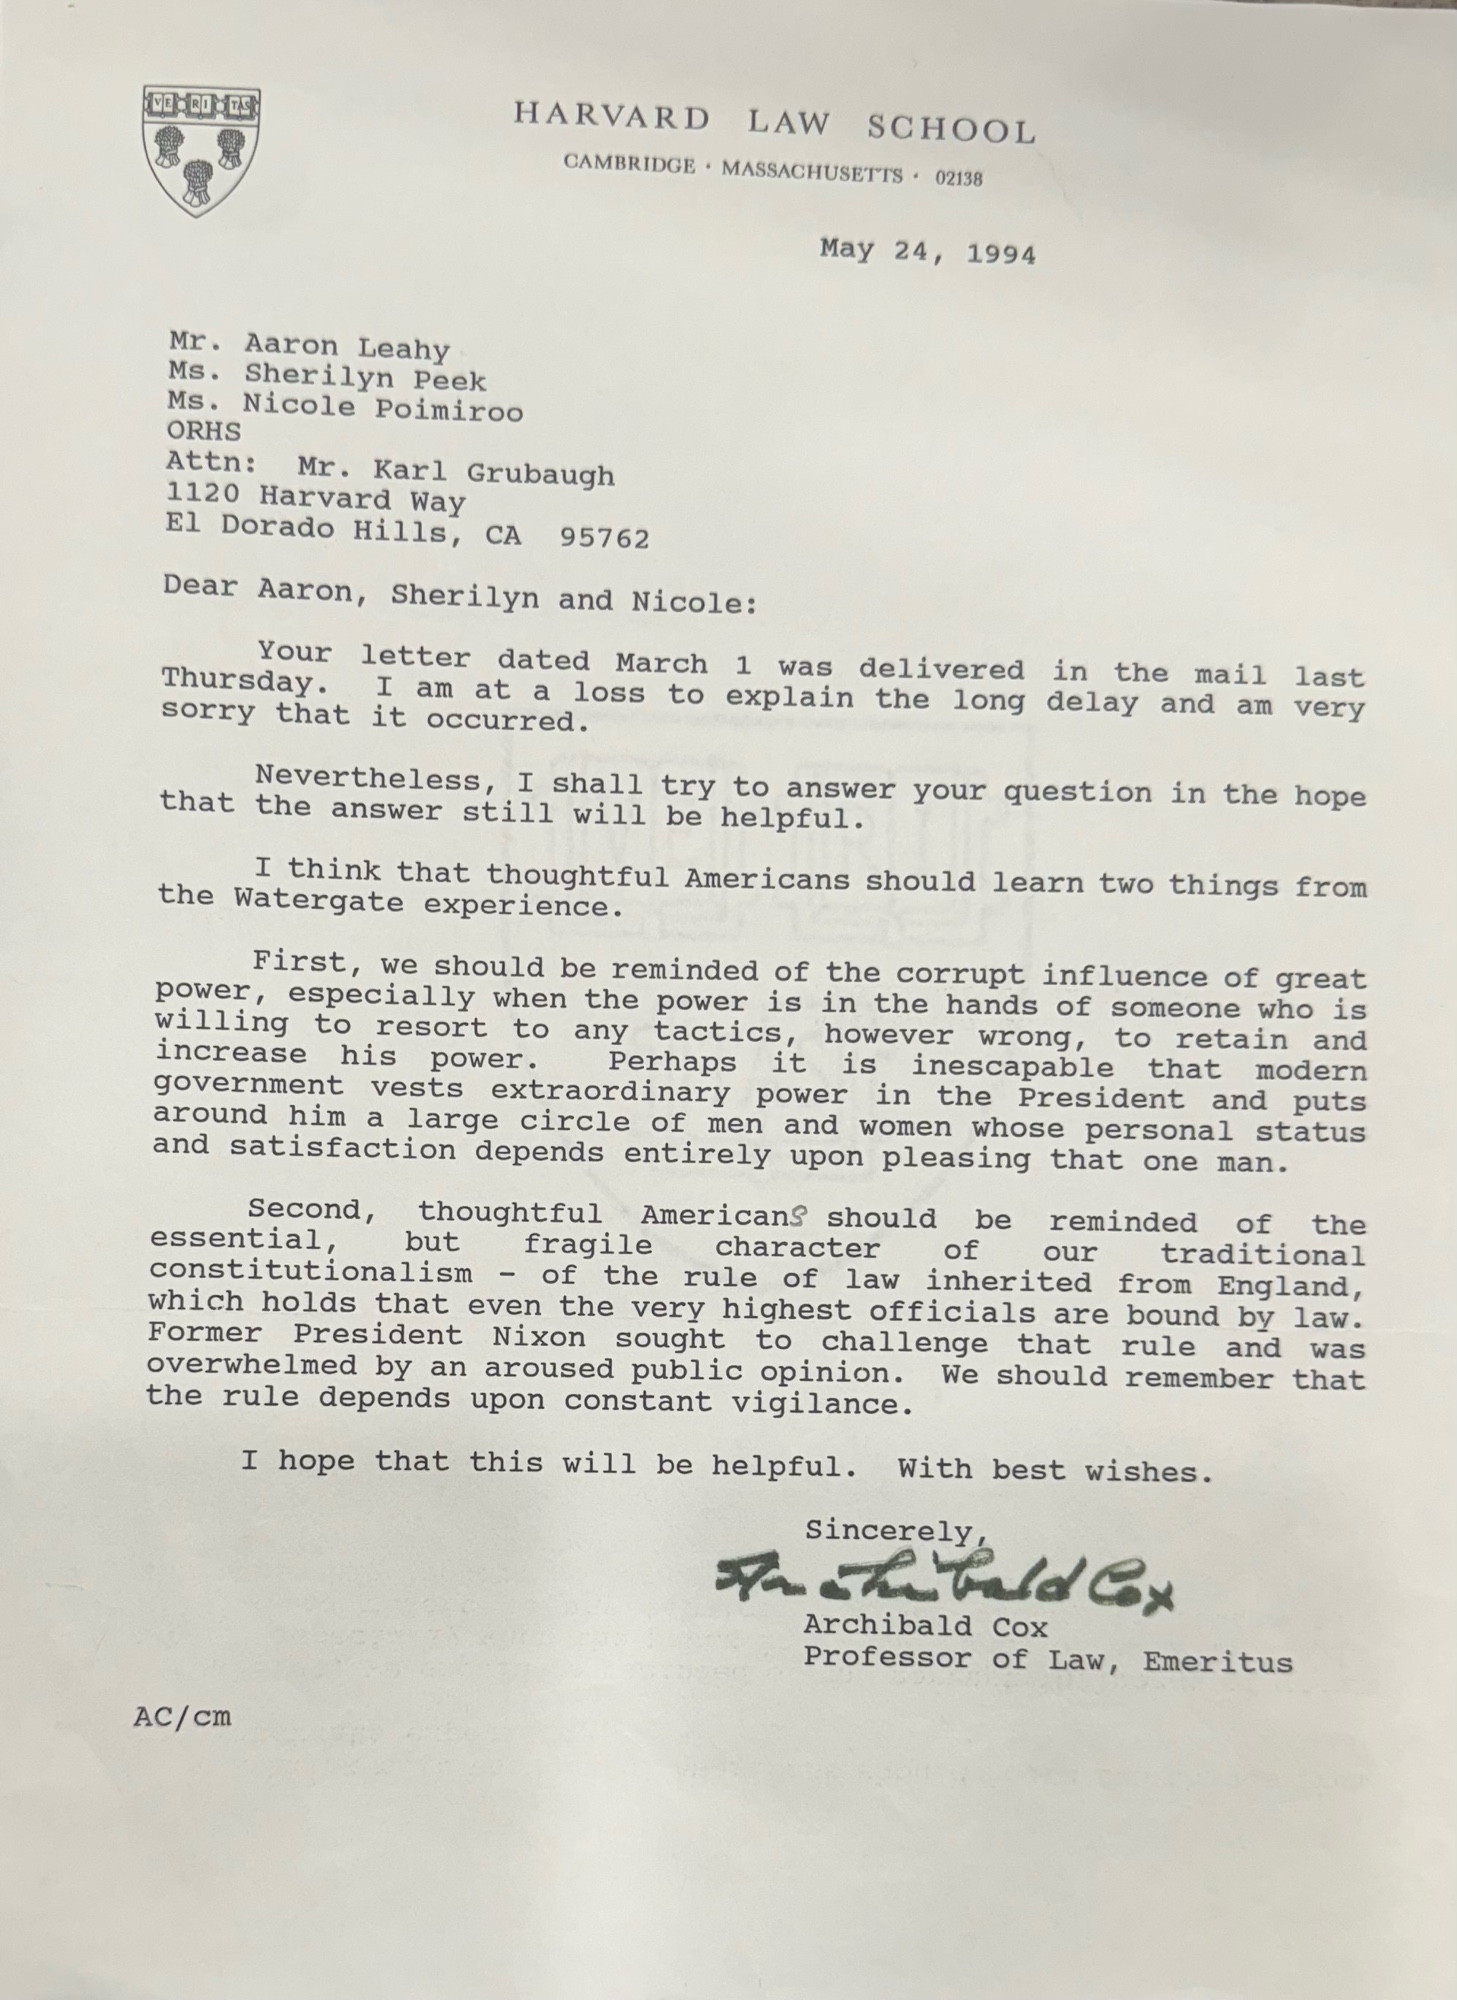 VE RI TAS
HARVARD LAW SCHOOL
CAMBRIDGE · MASSACHUSETTS · 02138
May 24, 1994
Mr. Aaron Leahy
Ms. Sherilyn Peek
Ms. Nicole Poimiroo
ORHS
Attn: Mr. Karl Grubaugh
1120 Harvard Way
El Dorado Hills, CA 95762
Dear Aaron, Sherilyn and Nicole:
Your letter dated March 1 was delivered in the mail last
Thursday. I am at a loss to explain the long delay and am very
sorry that it occurred.
Nevertheless, I shall try to answer your question in the hope
that the answer still will be helpful.
I think that thoughtful Americans should learn two things from
the Watergate experience.
First, we should be reminded of the corrupt influence of great
power, especially when the power is in the hands of someone who is
willing to resort to any tactics, however wrong, to retain and
increase his power. Perhaps it is inescapable that modern
government vests extraordinary power in the President and puts
around him a large circle of men and women whose personal status
and satisfaction depends entirely upon pleasing that one man.
Second, thoughtful Americans should be reminded of the
essential, but fragile character of our traditional
constitutionalism - of the rule of law inherited from England,
which holds that even the very highest officials are bound by law.
Former President Nixon sought to challenge that rule and was
overwhelmed by an aroused public opinion. We should remember that
the rule depends upon constant vigilance.
I hope that this will be helpful. With best wishes.
Sincerely,
Archibald Cox
Archibald Cox
Professor of Law, Emeritus
AC/cm